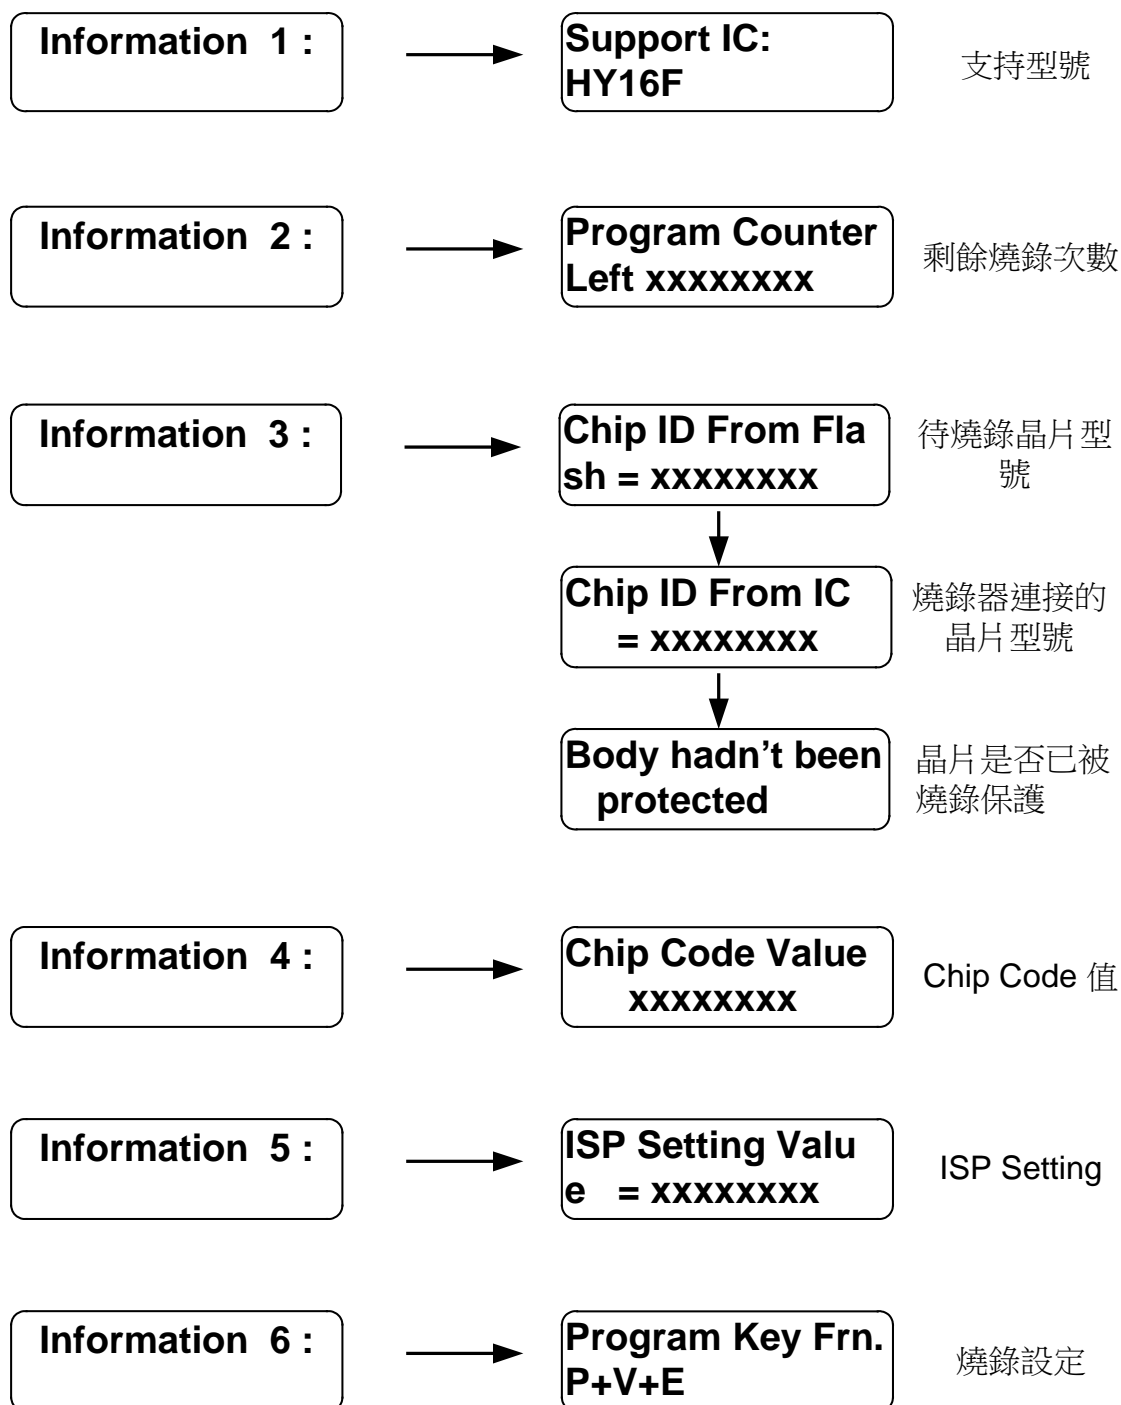 Information 1 :
Support IC:
HY16F
支持型號
Information 2 :
Program Counter
Left xxxxxxxx
剩餘燒錄次數
Information 3 :
Chip ID From Fla
sh = xxxxxxxx
待燒錄晶片型
號
Chip ID From IC
= xxxxxxxx
燒錄器連接的
晶片型號
Body hadn’t been
protected
晶片是否已被
燒錄保護
Information 4 :
Chip Code Value
xxxxxxxx
Chip Code 值
Information 5 :
ISP Setting Valu
e = xxxxxxxx
ISP Setting
Information 6 :
Program Key Frn.
P+V+E
燒錄設定